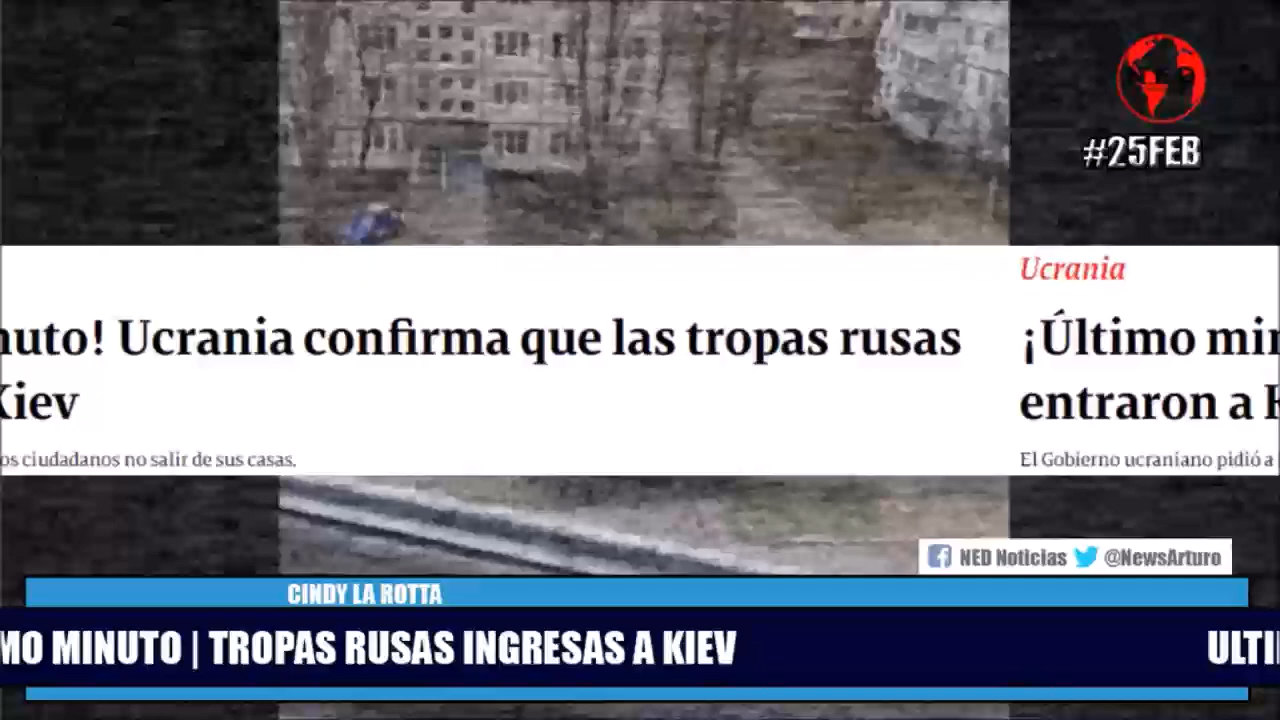 #25FEB
Ucrania
nuto! Ucrania confirma que las tropas rusas
Kiev
os ciudadanos no salir de sus casas.
¡Último min
entraron a K
El Gobierno ucraniano pidió a
NED Noticias @NewsArturo
CINDY LA ROTTA
MO MINUTO | TROPAS RUSAS INGRESAS A KIEV
ULTI